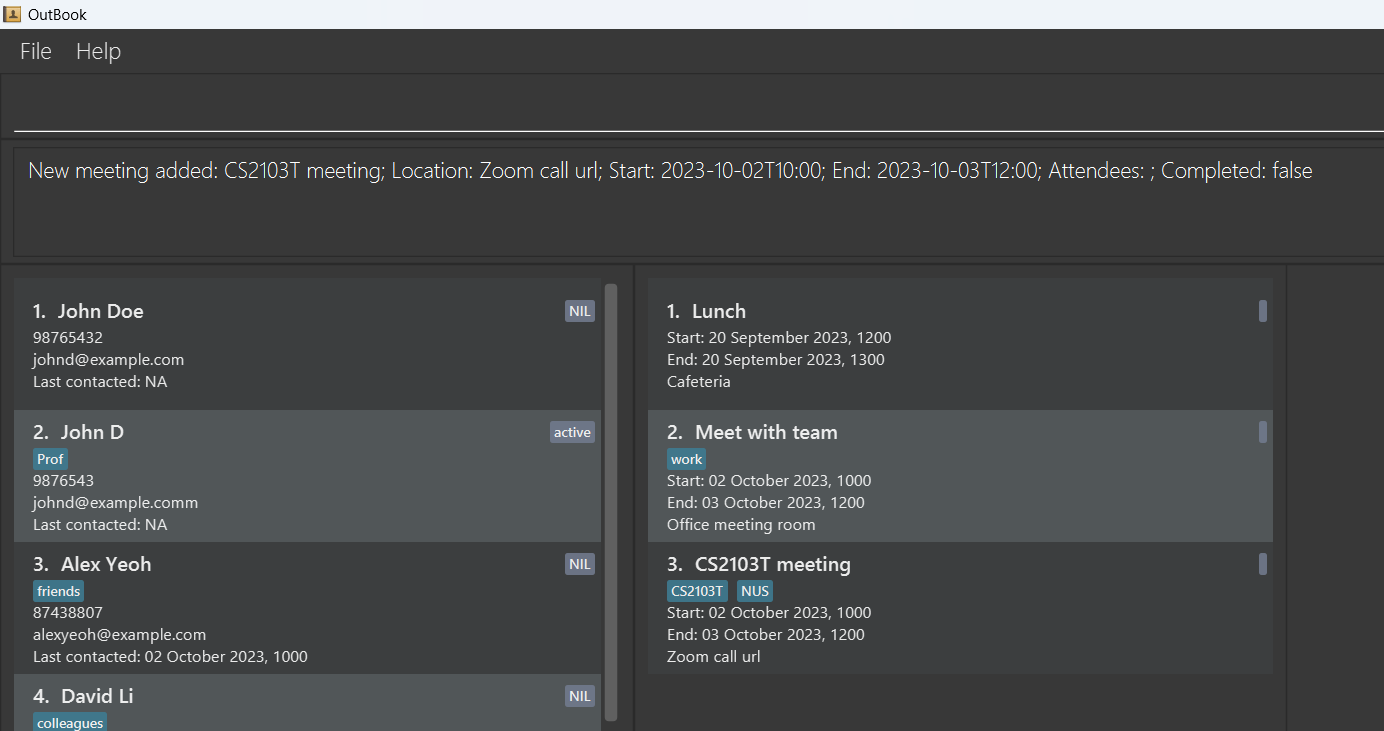 OutBook
File Help
New meeting added: CS2103T meeting; Location: Zoom call url; Start: 2023-10-02T10:00; End: 2023-10-03T12:00; Attendees: ; Completed: false
1. John Doe NIL
98765432
johnd@example.com
Last contacted: NA
2. John D active
Prof
9876543
johnd@example.comm
Last contacted: NA
3. Alex Yeoh NIL
friends
87438807
alexyeoh@example.com
Last contacted: 02 October 2023, 1000
4. David Li NIL
colleagues
1. Lunch
Start: 20 September 2023, 1200
End: 20 September 2023, 1300
Cafeteria
2. Meet with team
work
Start: 02 October 2023, 1000
End: 03 October 2023, 1200
Office meeting room
3. CS2103T meeting
CS2103T NUS
Start: 02 October 2023, 1000
End: 03 October 2023, 1200
Zoom call url